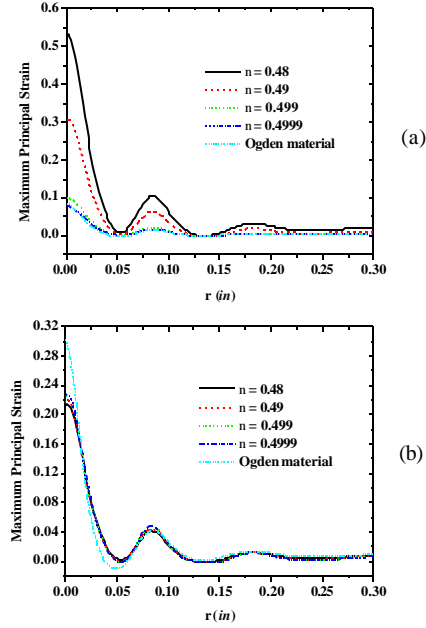 0.6
0.5
0.4
0.3
0.2
0.1
0.0
Maximum Principal Strain
n = 0.48
n = 0.49
n = 0.499
n = 0.4999
Ogden material
(a)
0.00 0.05 0.10 0.15 0.20 0.25 0.30
r (in)
0.32
0.28
0.24
0.20
0.16
0.12
0.08
0.04
0.00
Maximum Principal Strain
n = 0.48
n = 0.49
n = 0.499
n = 0.4999
Ogden material
(b)
0.00 0.05 0.10 0.15 0.20 0.25 0.30
r (in)